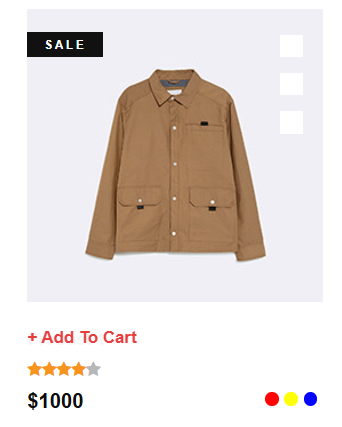 SALE
+ Add To Cart
$1000